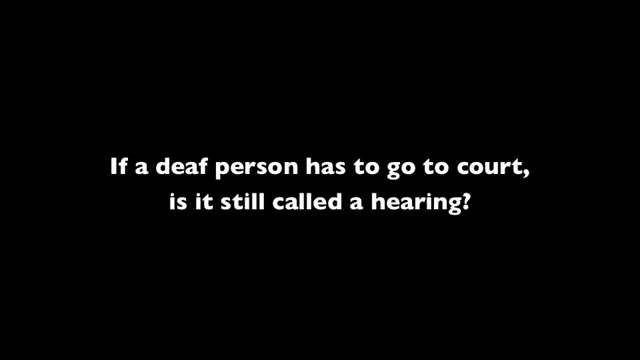 If a deaf person has to go to court,
is it still called a hearing?